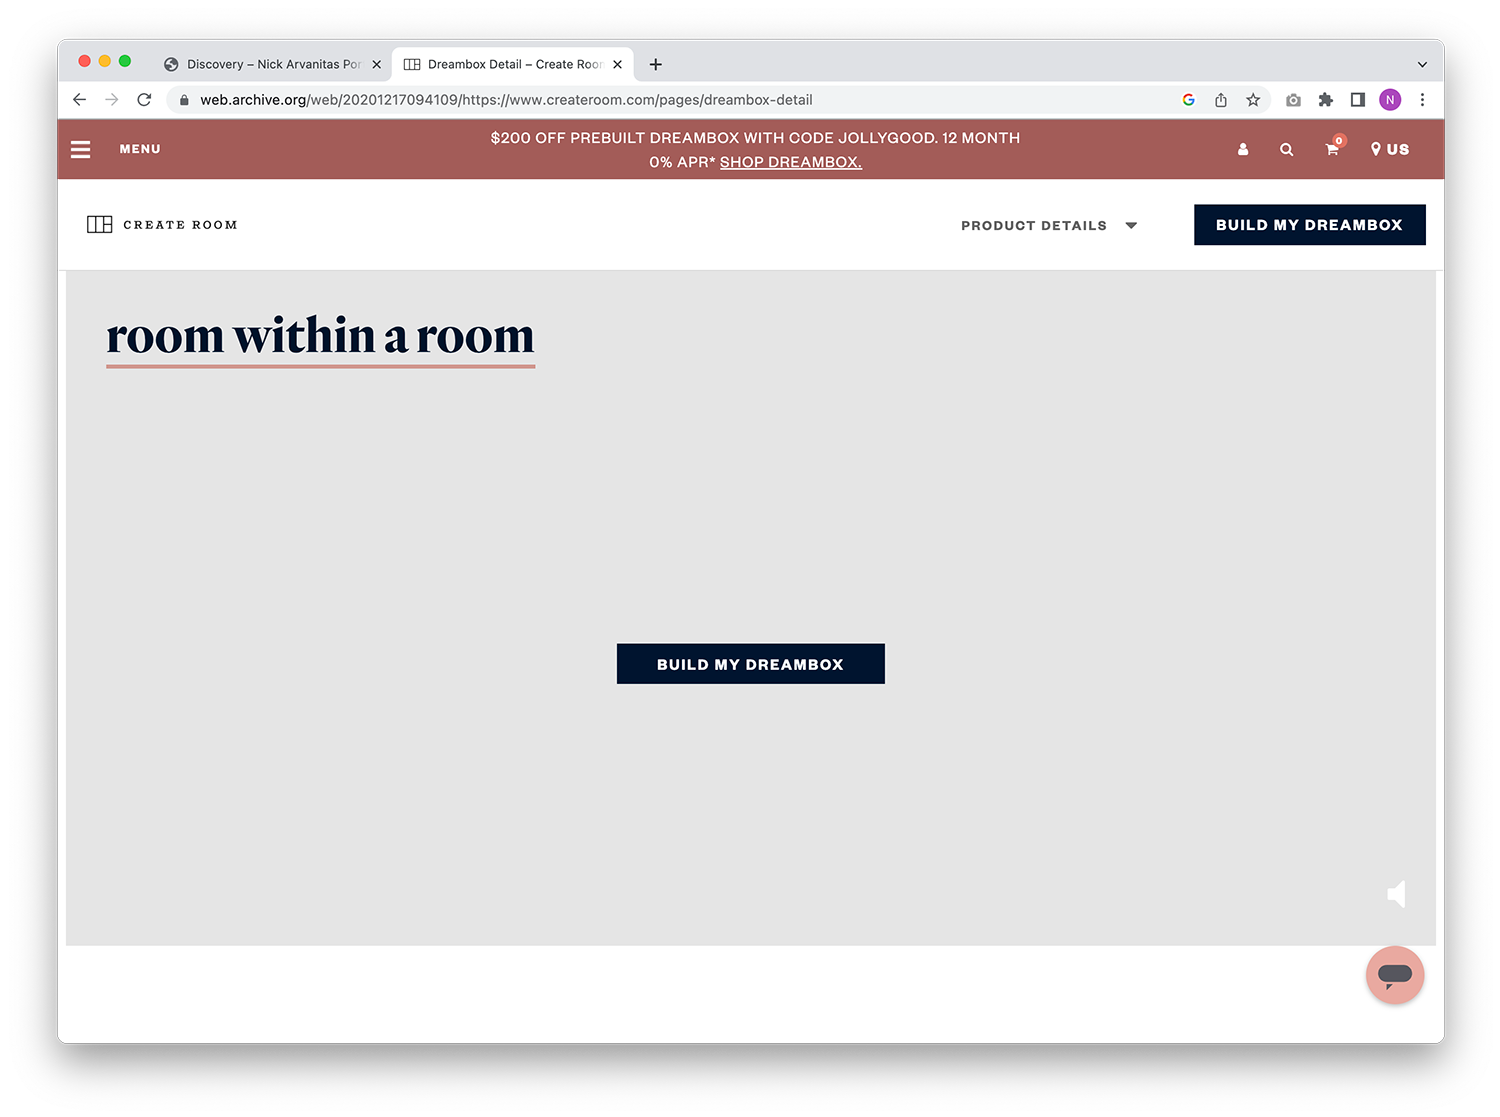 Discovery – Nick Arvanitas Por
Dreambox Detail – Create Room
web.archive.org/web/20201217094109/https://www.createroom.com/pages/dreambox-detail
N
MENU
$200 OFF PREBUILT DREAMBOX WITH CODE JOLLYGOOD. 12 MONTH
0% APR* SHOP DREAMBOX.
0
US
CREATE ROOM
PRODUCT DETAILS
BUILD MY DREAMBOX
room within a room
BUILD MY DREAMBOX